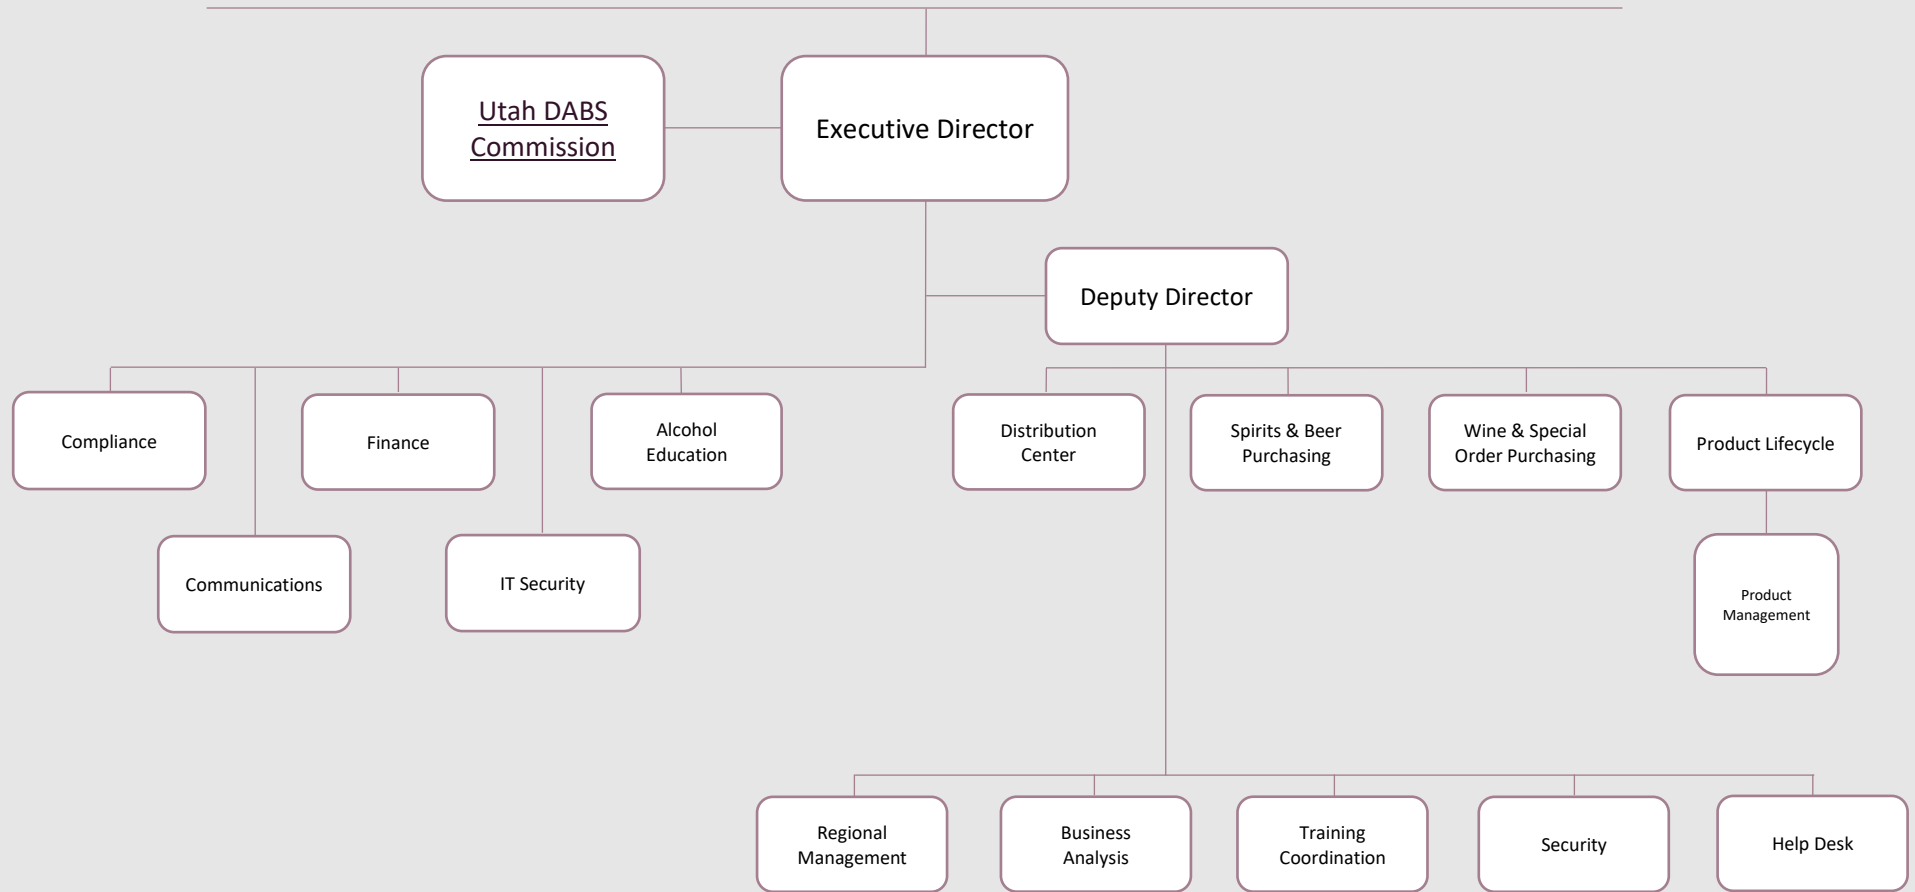 Utah DABS
Commission
Executive Director
Deputy Director
Compliance
Finance
Alcohol
Education
Distribution
Center
Spirits & Beer
Purchasing
Wine & Special
Order Purchasing
Product Lifecycle
Communications
IT Security
Product
Management
Regional
Management
Business
Analysis
Training
Coordination
Security
Help Desk